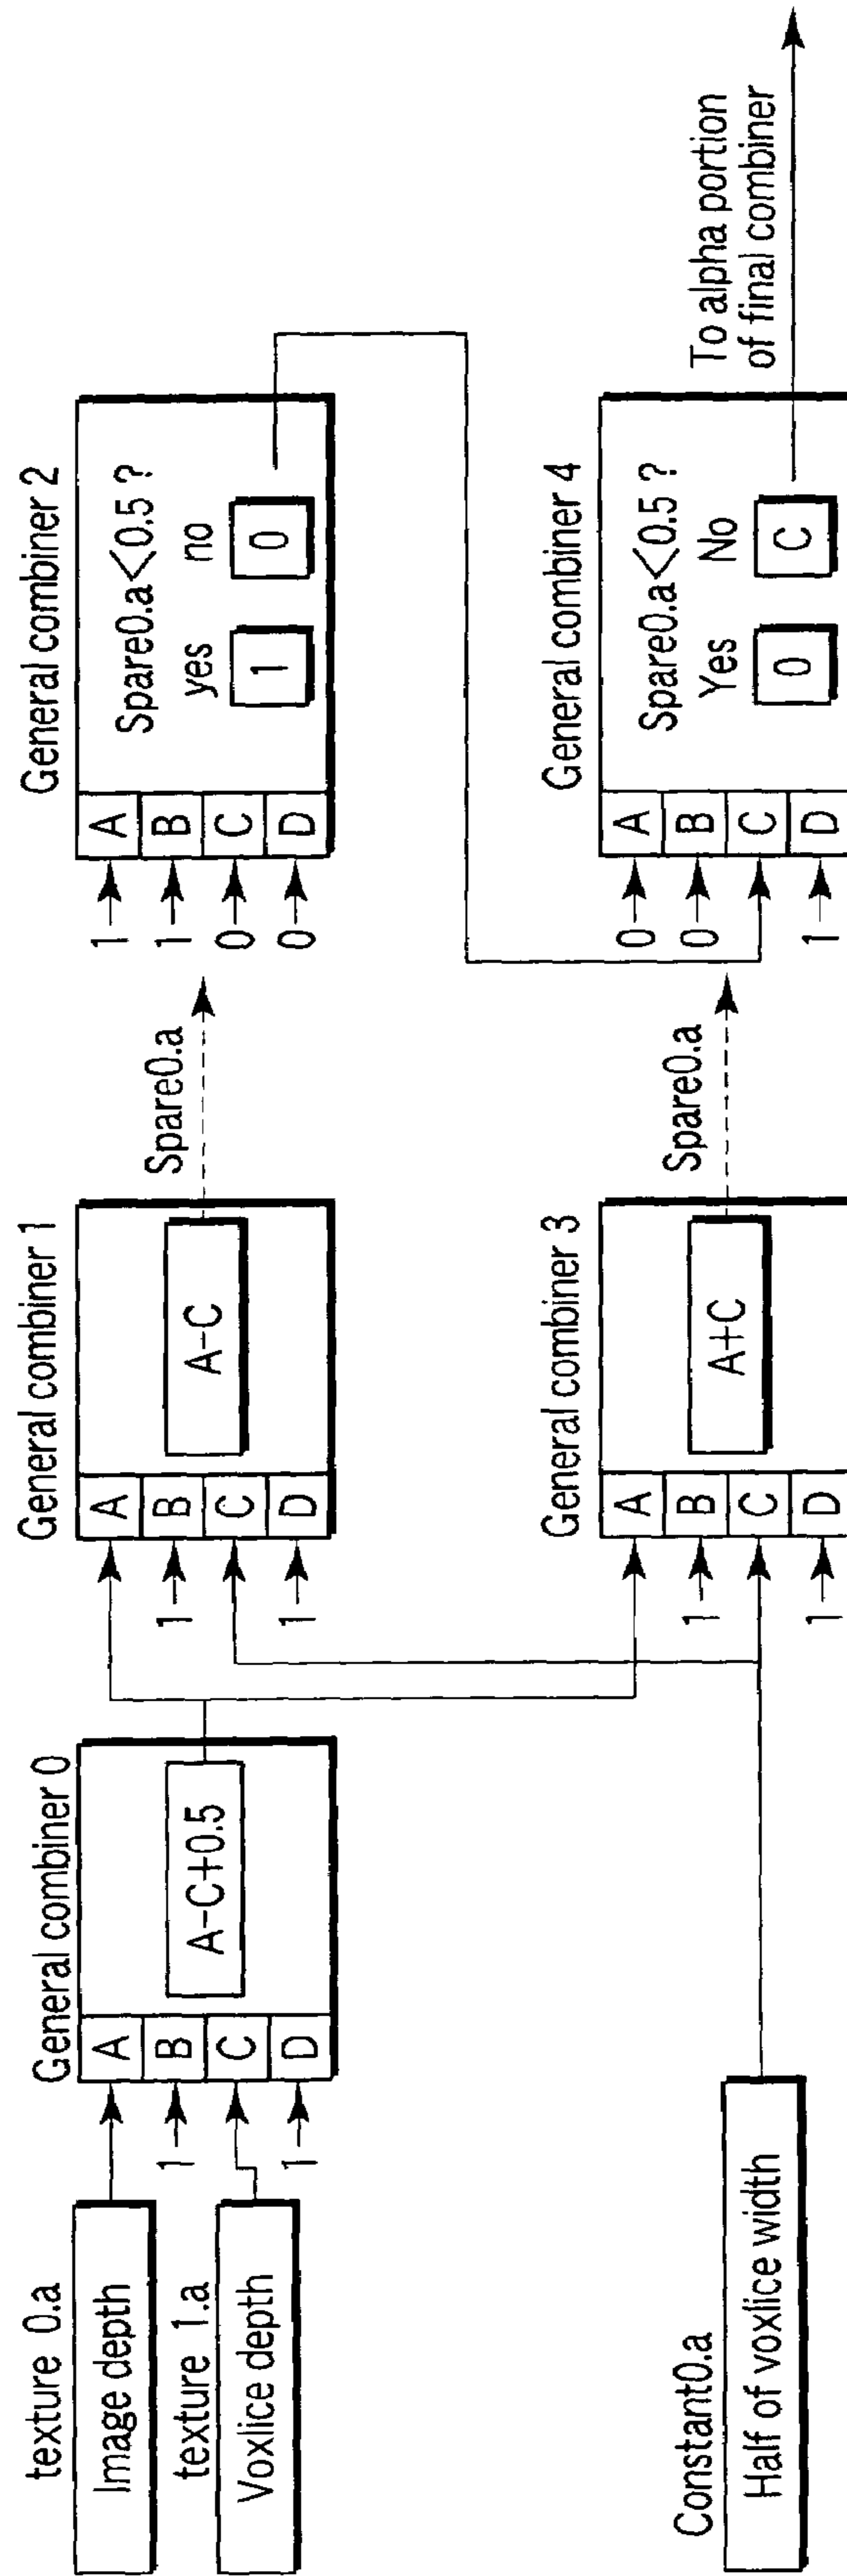 texture 0.a
Image depth
texture 1.a
Voxlice depth
Constant0.a
Half of voxlice width
General combiner 0
1
1
A
B
C
D
A-C+0.5
General combiner 1
1
1
A
B
C
D
A-C
Spare0.a
General combiner 2
1
1
0
0
A
B
C
D
Spare0.a<0.5 ?
yes no
1 0
General combiner 3
1
1
A
B
C
D
A+C
Spare0.a
General combiner 4
0
0
1
A
B
C
D
Spare0.a<0.5 ?
Yes No
0 C
To alpha portion
of final combiner